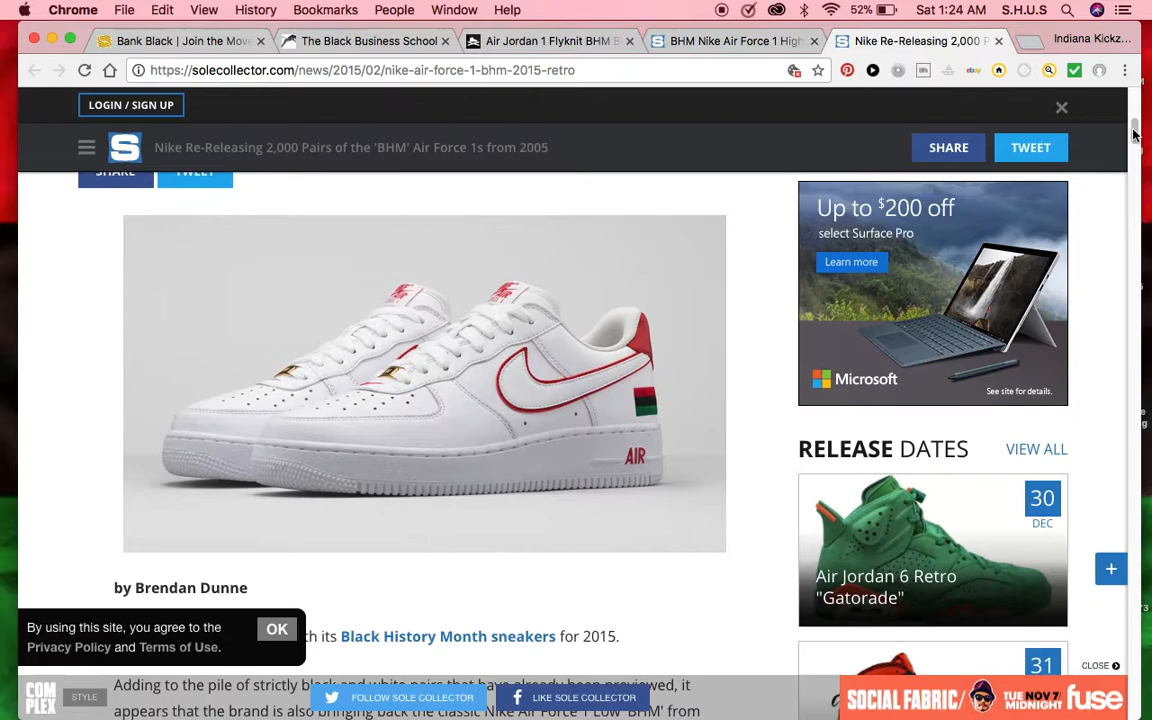 Chrome File Edit View History Bookmarks People Window Help
52% Sat 1:24 AM S.H.U.S
Bank Black | Join the Mov
The Black Business School
Air Jordan 1 Flyknit BHM B
BHM Nike Air Force 1 High
Nike Re-Releasing 2,000 P
Indiana Kickz...
https://solecollector.com/news/2015/02/nike-air-force-1-bhm-2015-retro
LOGIN / SIGN UP
S
Nike Re-Releasing 2,000 Pairs of the 'BHM' Air Force 1s from 2005
SHARE TWEET
SHARE TWEET
Up to $200 off
select Surface Pro
Learn more
Microsoft
See site for details.
AIR
RELEASE DATES VIEW ALL
30
DEC
Air Jordan 6 Retro
"Gatorade"
31
by Brendan Dunne
th its Black History Month sneakers for 2015.
Adding to the pile of strictly black and white pairs that have already been previewed, it
appears that the brand is also bringing back the classic Nike Air Force 1 Low 'BHM' from
By using this site, you agree to the
Privacy Policy and Terms of Use.
OK
CLOSE
COM
PLEX
STYLE
FOLLOW SOLE COLLECTOR
LIKE SOLE COLLECTOR
SOCIAL FABRIC/ TUE NOV 7/
MIDNIGHT fuse